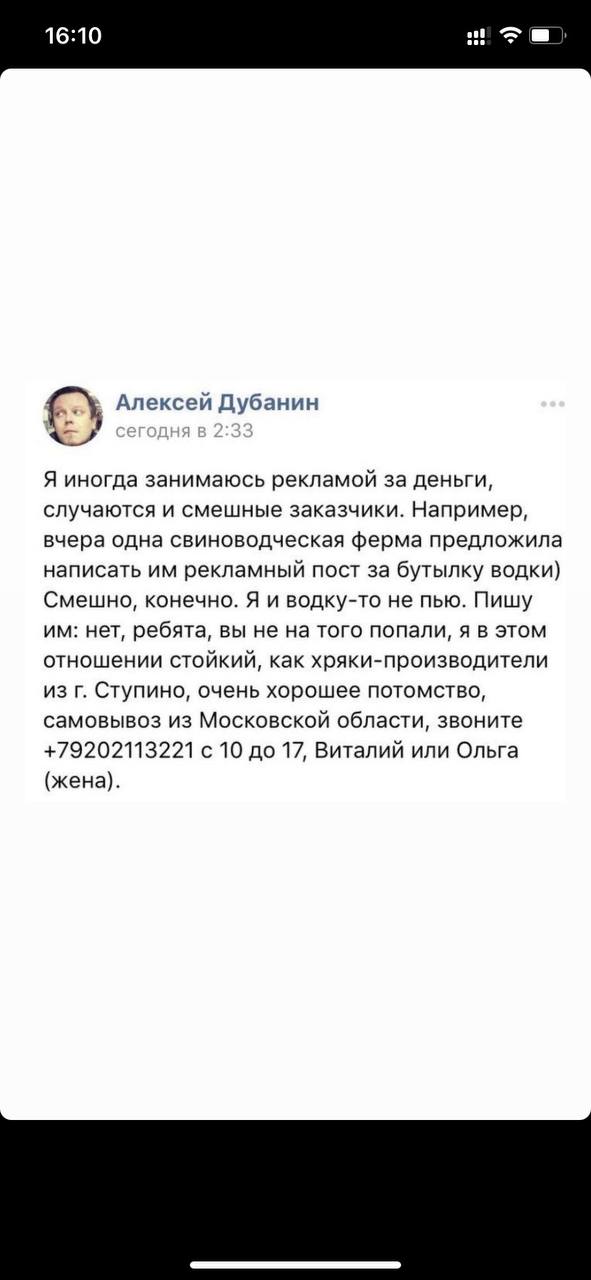 16:10
Алексей Дубанин
сегодня в 2:33
Я иногда занимаюсь рекламой за деньги,
случаются и смешные заказчики. Например,
вчера одна свиноводческая ферма предложила
написать им рекламный пост за бутылку водки)
Смешно, конечно. Я и водку-то не пью. Пишу
им: нет, ребята, вы не на того попали, я в этом
отношении стойкий, как хряки-производители
из г. Ступино, очень хорошее потомство,
самовывоз из Московской области, звоните
+79202113221 с 10 до 17, Виталий или Ольга
(жена).